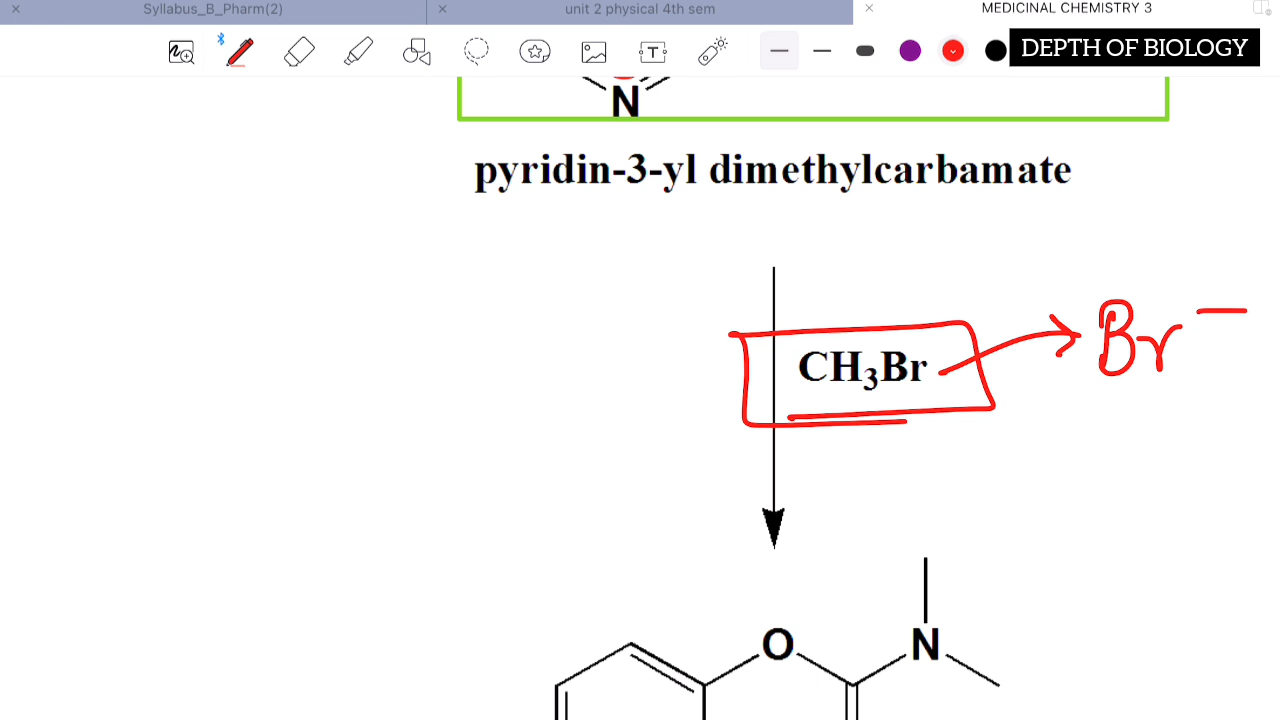 Syllabus_B_Pharm(2)
unit 2 physical 4th sem
MEDICINAL CHEMISTRY 3
T
DEPTH OF BIOLOGY
N
pyridin-3-yl dimethylcarbamate
CH₃Br
Br⁻
O
N